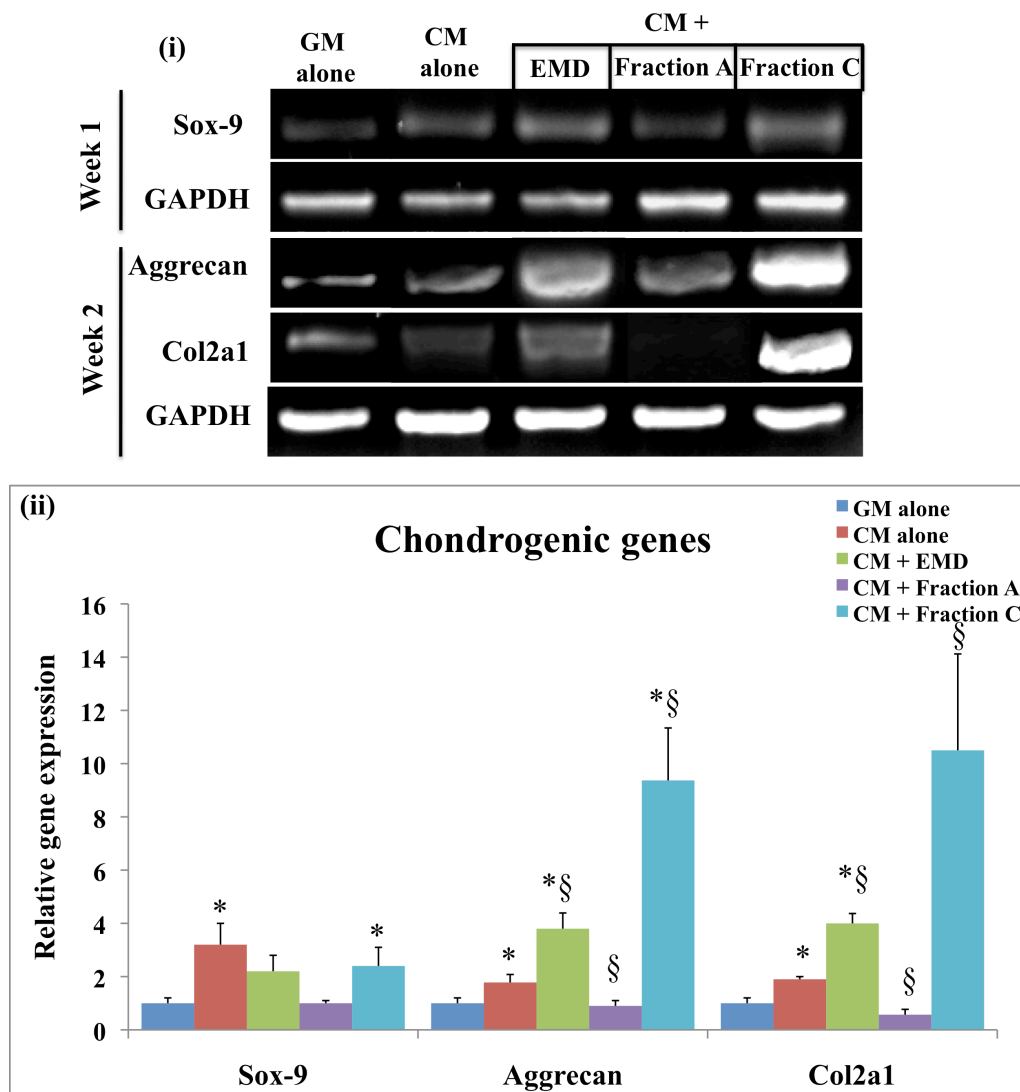 (i)
GM alone
CM alone
CM +
EMD
Fraction A
Fraction C
Week 1
Sox-9
GAPDH
Week 2
Aggrecan
Col2a1
GAPDH
(ii)
Chondrogenic genes
GM alone
CM alone
CM + EMD
CM + Fraction A
CM + Fraction C
Relative gene expression
16
14
12
10
8
6
4
2
0
*
*
*
*§
§
*§
*
*§
§
§
Sox-9
Aggrecan
Col2a1